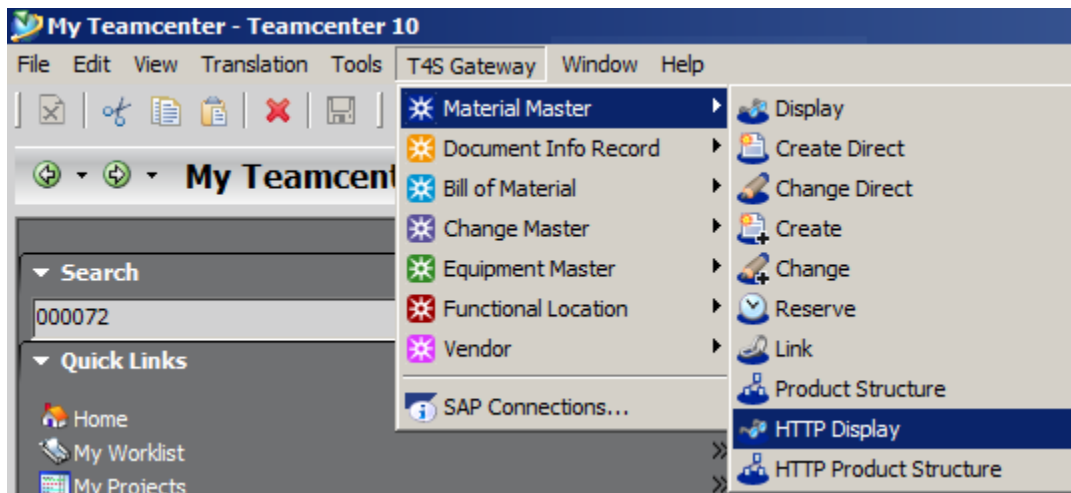 My Teamcenter - Teamcenter 10
File Edit View Translation Tools T4S Gateway Window Help
My Teamcent
Search
000072
Quick Links
Home
My Worklist
My Projects
Material Master
Document Info Record
Bill of Material
Change Master
Equipment Master
Functional Location
Vendor
SAP Connections...
Display
Create Direct
Change Direct
Create
Change
Reserve
Link
Product Structure
HTTP Display
HTTP Product Structure